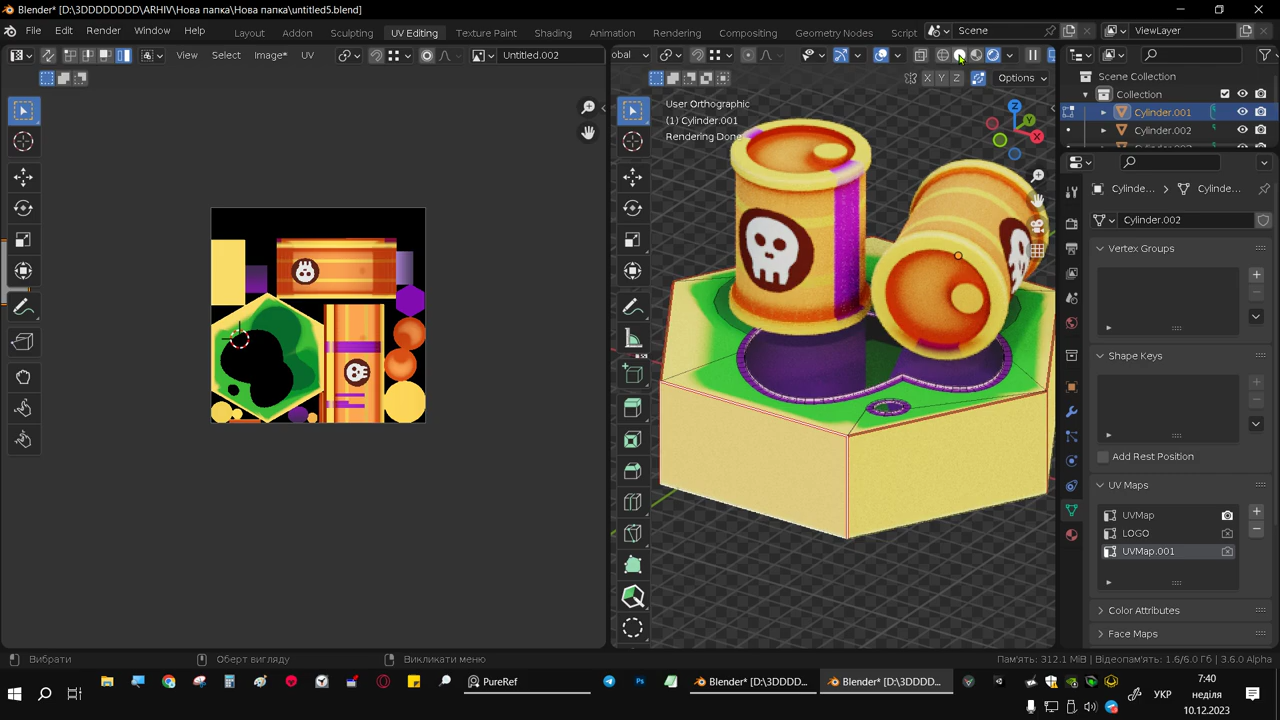 Blender* [D:\3DDDDDDDD\ARHIV\Нова папка\Нова папка\untitled5.blend]
File Edit Render Window Help
Layout Modeling Sculpting UV Editing Texture Paint Shading Animation Rendering Compositing Geometry Nodes Script
Scene
ViewLayer
View Select Image* UV
Untitled.002
obal
X Y Z
Options
User Orthographic
(1) Cylinder.001
Rendering Done
Z
Y
X
Scene Collection
Collection
Cylinder.001
Cylinder.002
Cylinde...
Cylinde...
Cylinder.002
Vertex Groups
Shape Keys
Add Rest Position
UV Maps
UVMap
LOGO
UVMap.001
Color Attributes
Face Maps
Вибрати
Оберт вигляду
Викликати меню
Пам'ять: 312.1 MiB | Відеопам'ять: 1.6/6.0 Гб | 3.6.0 Alpha
PureRef
Blender* [D:\3DDDD...
Blender* [D:\3DDDD...
УКР
7:40
неділя
10.12.2023